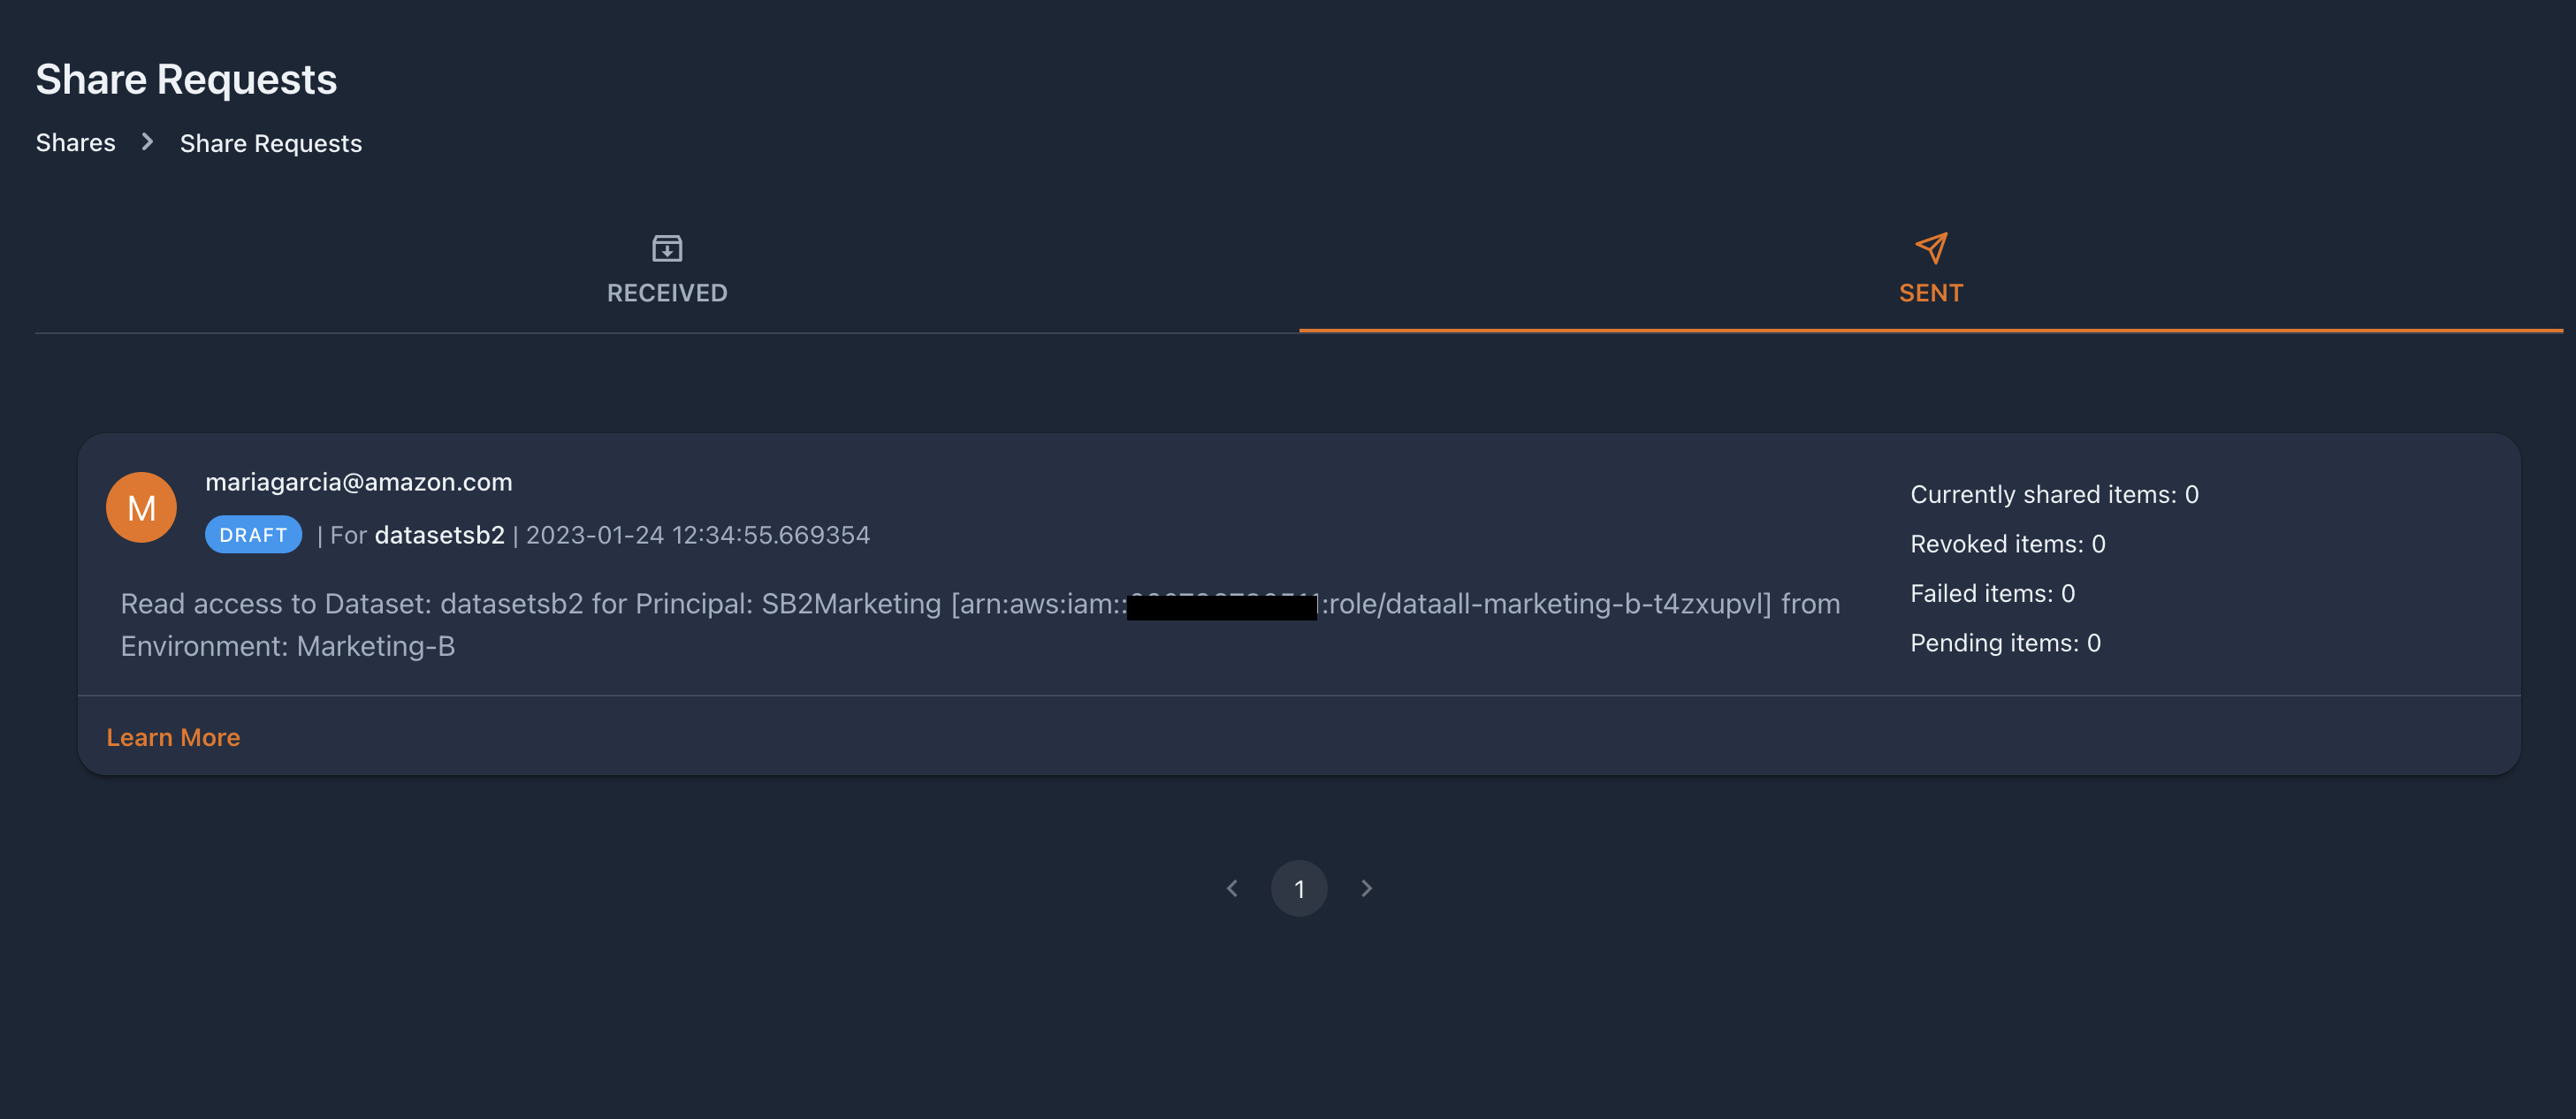 Share Requests
Shares > Share Requests
RECEIVED
SENT
M
mariagarcia@amazon.com
DRAFT | For datasetsb2 | 2023-01-24 12:34:55.669354
Read access to Dataset: datasetsb2 for Principal: SB2Marketing [arn:aws:iam:: :role/dataall-marketing-b-t4zxupvl] from
Environment: Marketing-B
Currently shared items: 0
Revoked items: 0
Failed items: 0
Pending items: 0
Learn More
1